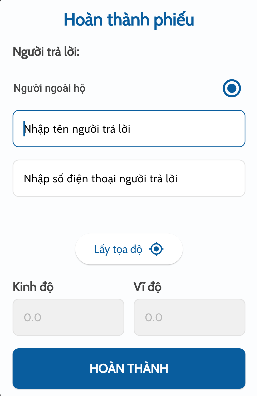 Hoàn thành phiếu
Người trả lời:
Người ngoài hộ
Nhập tên người trả lời
Nhập số điện thoại người trả lời
Lấy tọa độ
Kinh độ Vĩ độ
0.0 0.0
HOÀN THÀNH